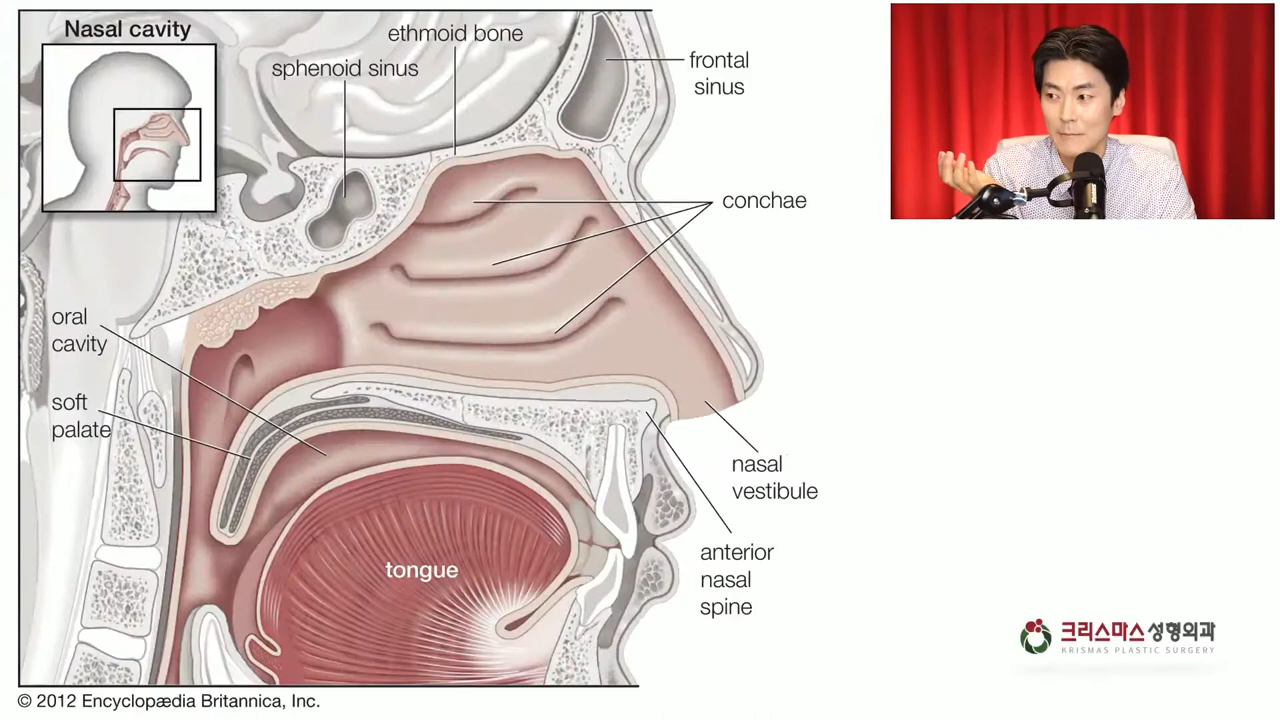 Nasal cavity
ethmoid bone
sphenoid sinus
frontal
sinus
conchae
oral
cavity
soft
palate
nasal
vestibule
anterior
nasal
spine
tongue
크리스마스 성형외과
KRISMAS PLASTIC SURGERY
© 2012 Encyclopædia Britannica, Inc.